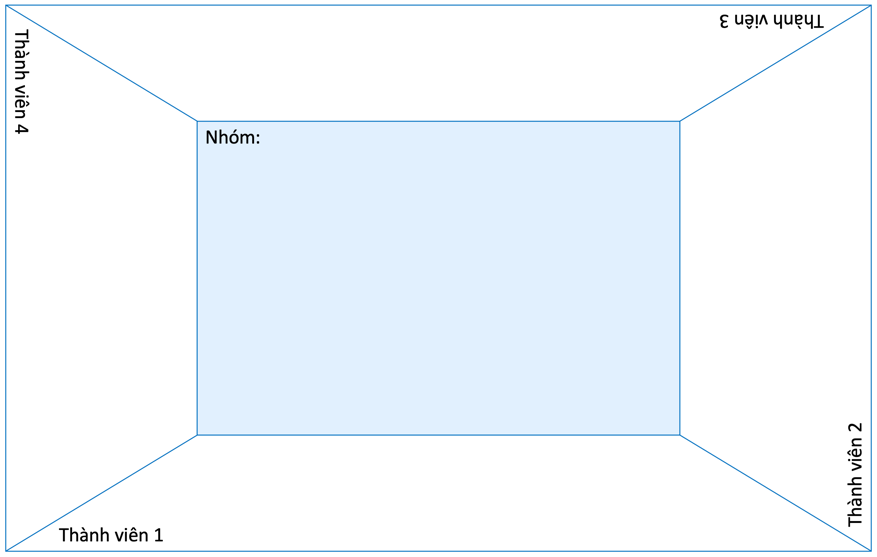 Thành viên 3
Thành viên 4
Nhóm:
Thành viên 2
Thành viên 1